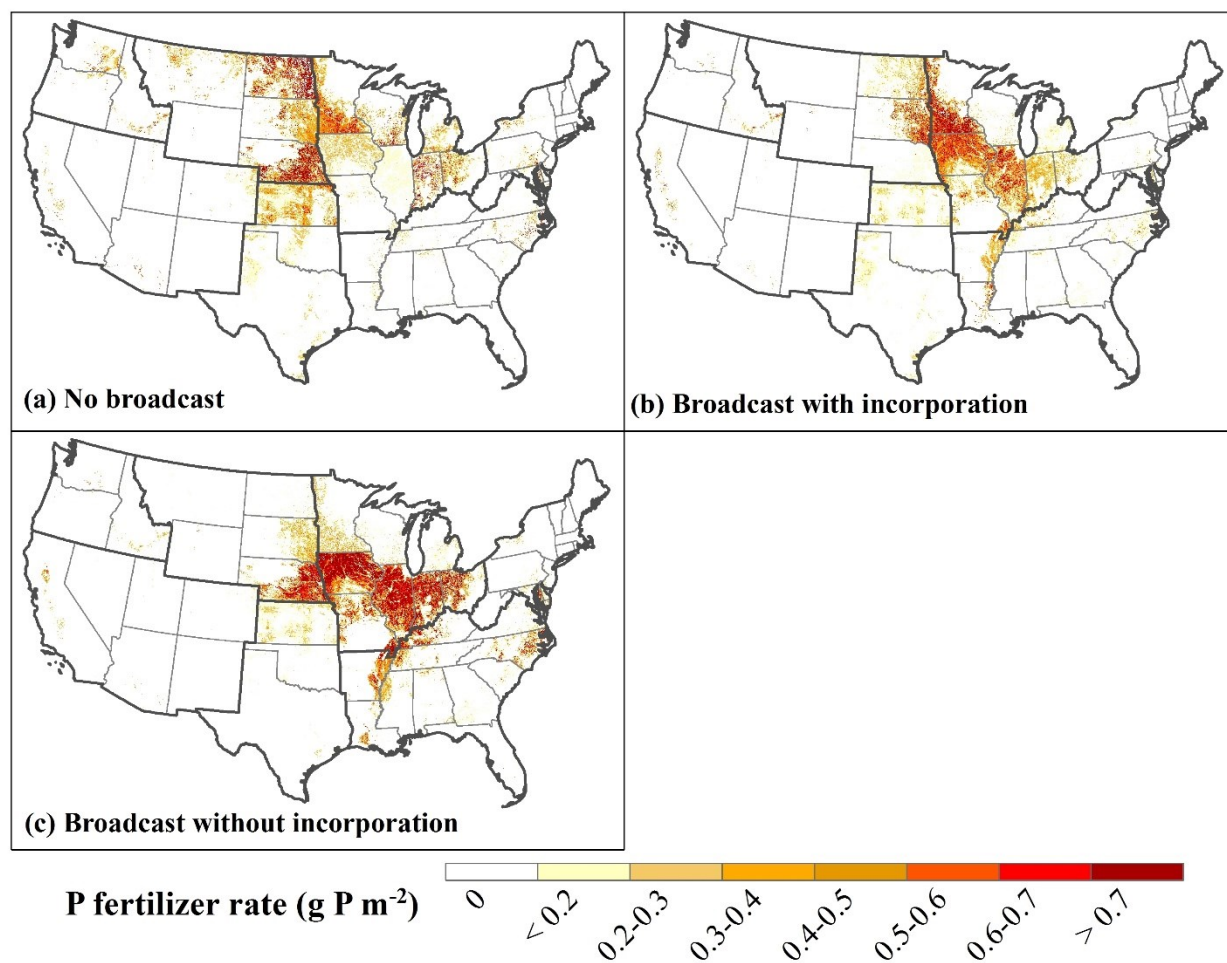 (a) No broadcast
(b) Broadcast with incorporation
(c) Broadcast without incorporation
P fertilizer rate (g P m⁻²)
0
< 0.2
0.2-0.3
0.3-0.4
0.4-0.5
0.5-0.6
0.6-0.7
> 0.7